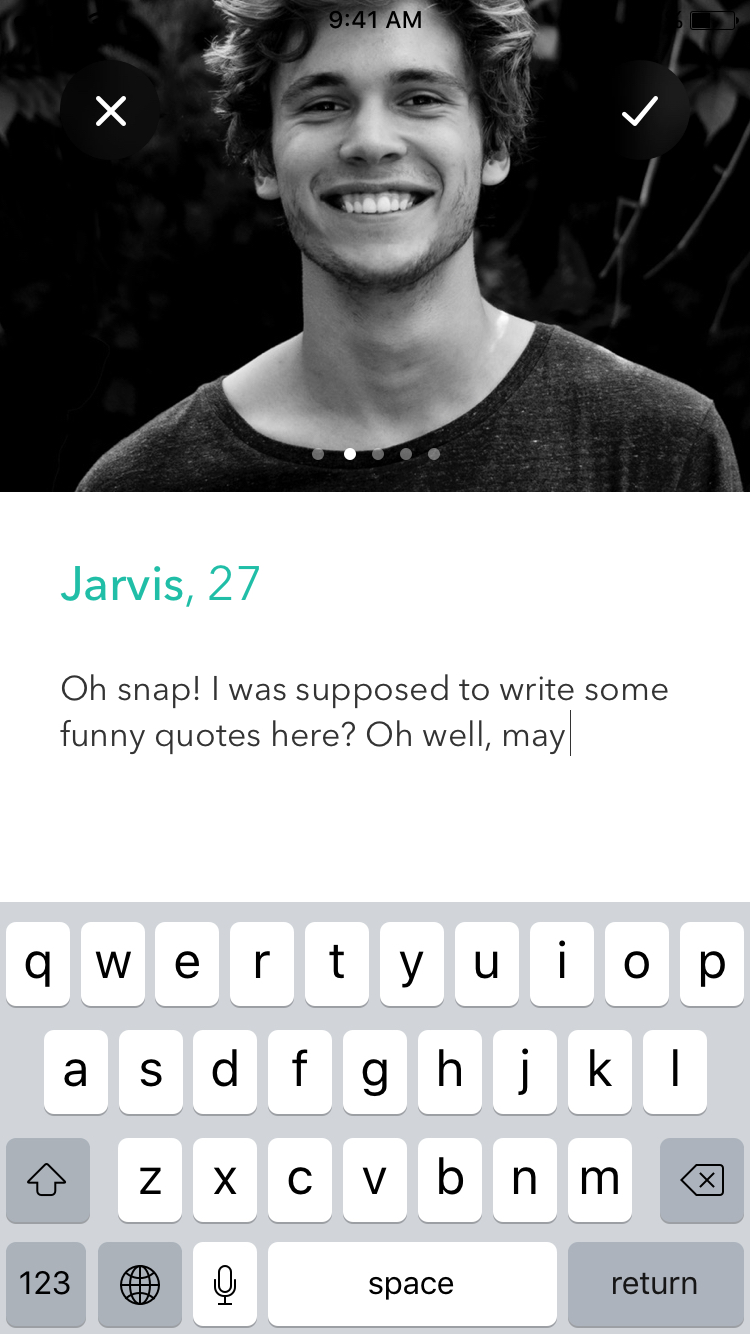 9:41 AM
Jarvis, 27
Oh snap! I was supposed to write some
funny quotes here? Oh well, may
q w e r t y u i o p
a s d f g h j k l
z x c v b n m
123 space return